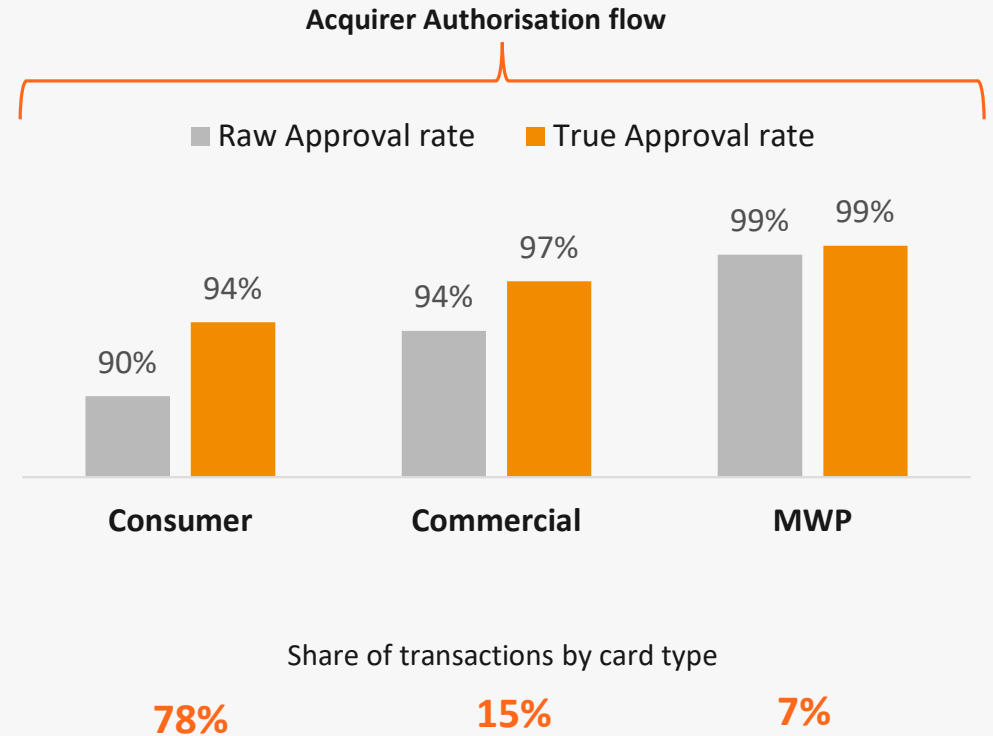 Acquirer Authorisation flow
Raw Approval rate
True Approval rate
90%
94%
94%
97%
99%
99%
Consumer
Commercial
MWP
Share of transactions by card type
78%
15%
7%